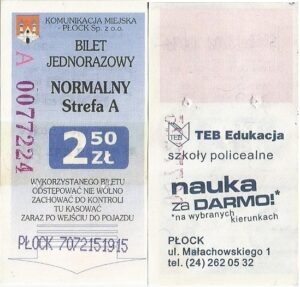 KOMUNIKACJA MIEJSKA
- PŁOCK Sp. z o.o.
BILET
JEDNORAZOWY
NORMALNY
Strefa A
2 50
ZŁ
A 0077224
WYKORZYSTANEGO BILETU
ODSTĘPOWAĆ NIE WOLNO
ZACHOWAĆ DO KONTROLI
TU KASOWAĆ
ZARAZ PO WEJŚCIU DO POJAZDU
PŁOCK 7072151915
TEB Edukacja
szkoły policealne
nauka
za DARMO!*
*na wybranych
kierunkach
PŁOCK
ul. Małachowskiego 1
tel. (24) 262 05 32